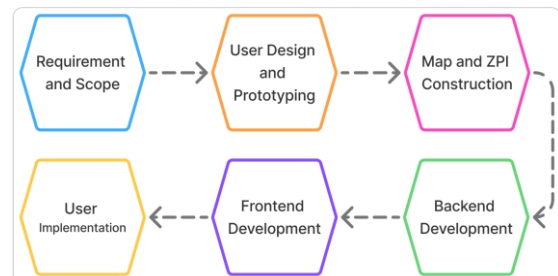 Requirement
and Scope
User Design
and
Prototyping
Map and ZPI
Construction
Backend
Development
Frontend
Development
User
Implementation